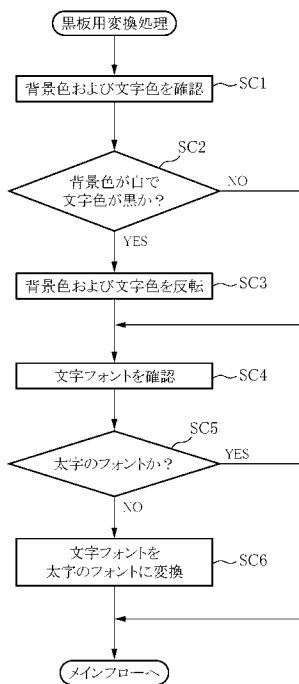 黒板用変換処理
背景色および文字色を確認
SC1
SC2
背景色が白で
文字色が黒か？
NO
YES
背景色および文字色を反転
SC3
文字フォントを確認
SC4
SC5
太字のフォントか？
YES
NO
文字フォントを
太字のフォントに変換
SC6
メインフローへ